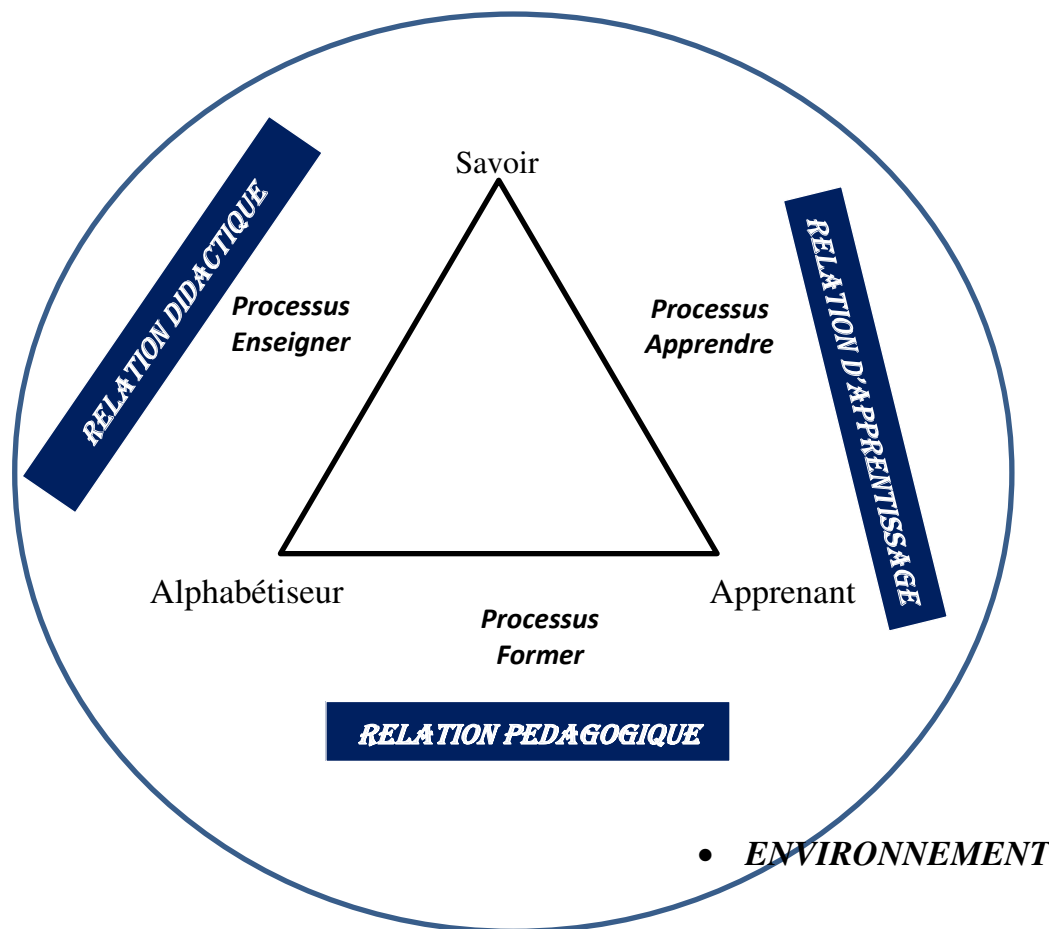 Savoir
RELATION DIDACTIQUE
RELATION D'APPRENTISSAGE
Processus
Enseigner
Processus
Apprendre
Alphabétiseur
Apprenant
Processus
Former
RELATION PEDAGOGIQUE
• ENVIRONNEMENT